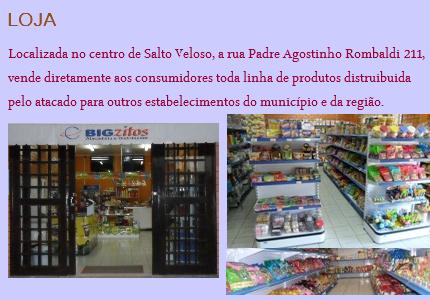 LOJA
Localizada no centro de Salto Veloso, a rua Padre Agostinho Rombaldi 211,
vende diretamente aos consumidores toda linha de produtos distruibuida
pelo atacado para outros estabelecimentos do município e da região.
BIGzitos